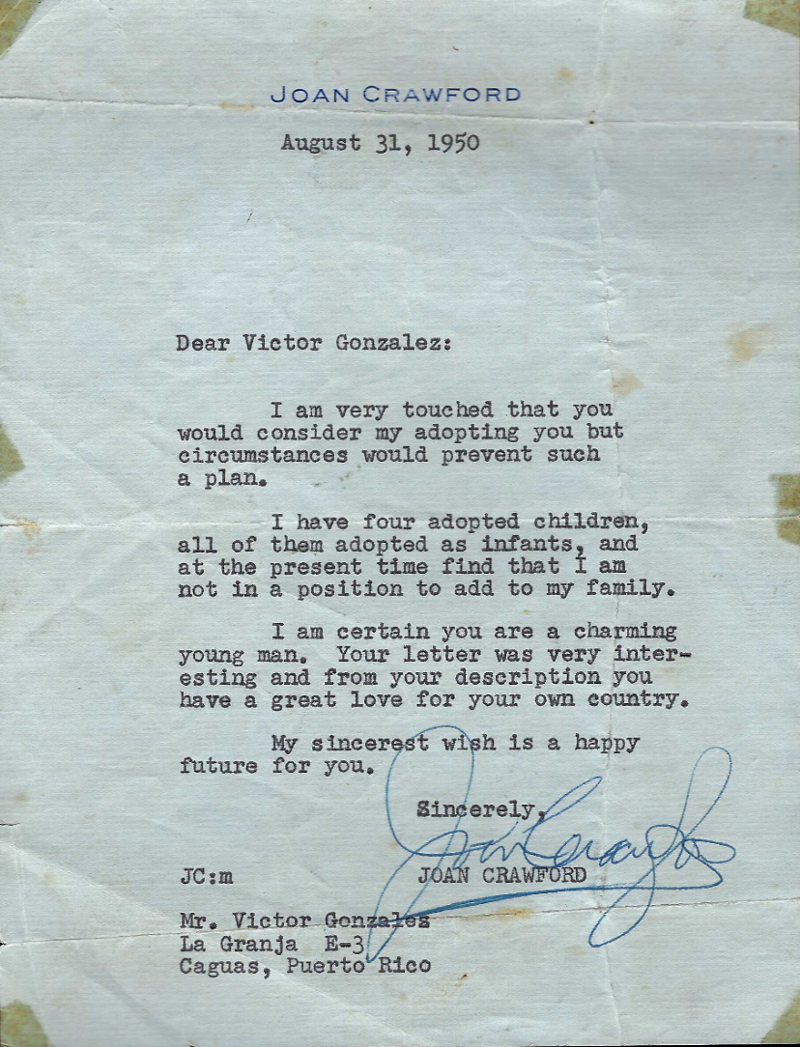 JOAN CRAWFORD
August 31, 1950
Dear Victor Gonzalez:
I am very touched that you
would consider my adopting you but
circumstances would prevent such
a plan.
I have four adopted children,
all of them adopted as infants, and
at the present time find that I am
not in a position to add to my family.
I am certain you are a charming
young man. Your letter was very inter-
esting and from your description you
have a great love for your own country.
My sincerest wish is a happy
future for you.
Sincerely,
Joan Crawford
JC:m JOAN CRAWFORD
Mr. Victor Gonzalez
La Granja E-3
Caguas, Puerto Rico